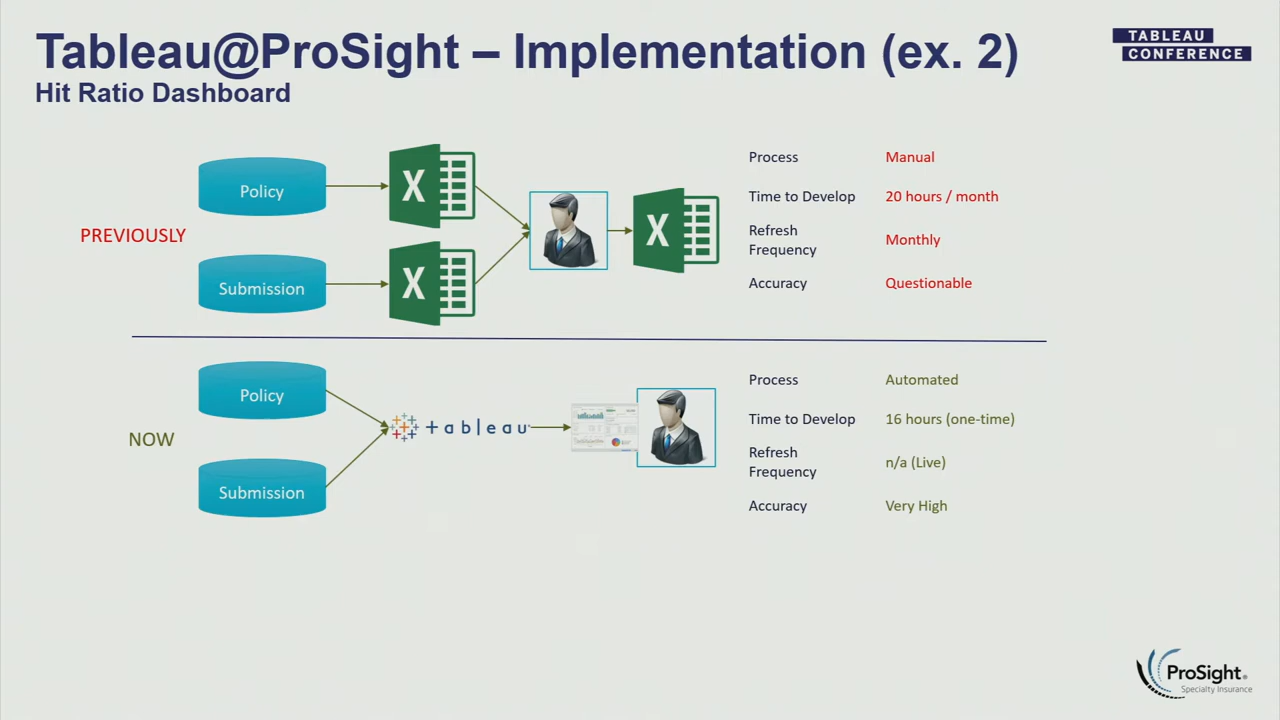 Tableau@ProSight – Implementation (ex. 2)
Hit Ratio Dashboard
TABLEAU
CONFERENCE
PREVIOUSLY
Policy
Submission
X
X
X
Process Manual
Time to Develop 20 hours / month
Refresh
Frequency Monthly
Accuracy Questionable
NOW
Policy
Submission
+ableau
Process Automated
Time to Develop 16 hours (one-time)
Refresh
Frequency n/a (Live)
Accuracy Very High
ProSight®
Specialty Insurance